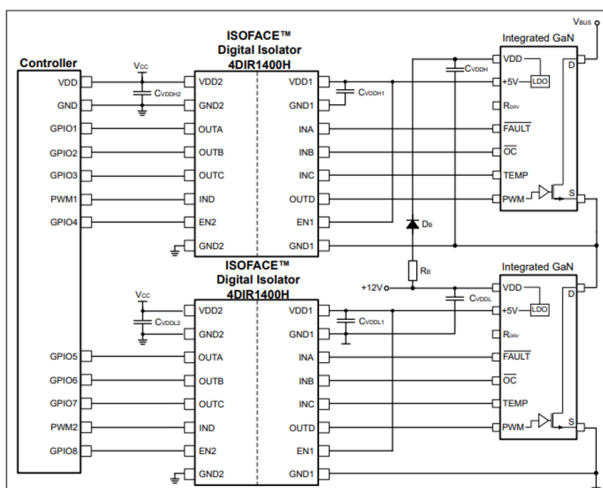 ISOFACE™
Digital Isolator
4DIR1400H
Controller
Integrated GaN
VBUS
VCC
CVDDH2
VDD
GND
GPIO1
GPIO2
GPIO3
PWM1
GPIO4
VDD2
GND2
OUTA
OUTB
OUTC
IND
EN2
GND2
VDD1
GND1
INA
INB
INC
OUTD
EN1
GND1
CVDDH1
CVDDH
DB
RB
+12V
VDD
+5V
RDRV
FAULT
OC
TEMP
PWM
LDO
D
S
ISOFACE™
Digital Isolator
4DIR1400H
Integrated GaN
VCC
CVDDL2
GPIO5
GPIO6
GPIO7
PWM2
GPIO8
VDD2
GND2
OUTA
OUTB
OUTC
IND
EN2
GND2
VDD1
GND1
INA
INB
INC
OUTD
EN1
GND1
CVDDL1
CVDDL
VDD
+5V
RDRV
FAULT
OC
TEMP
PWM
LDO
D
S